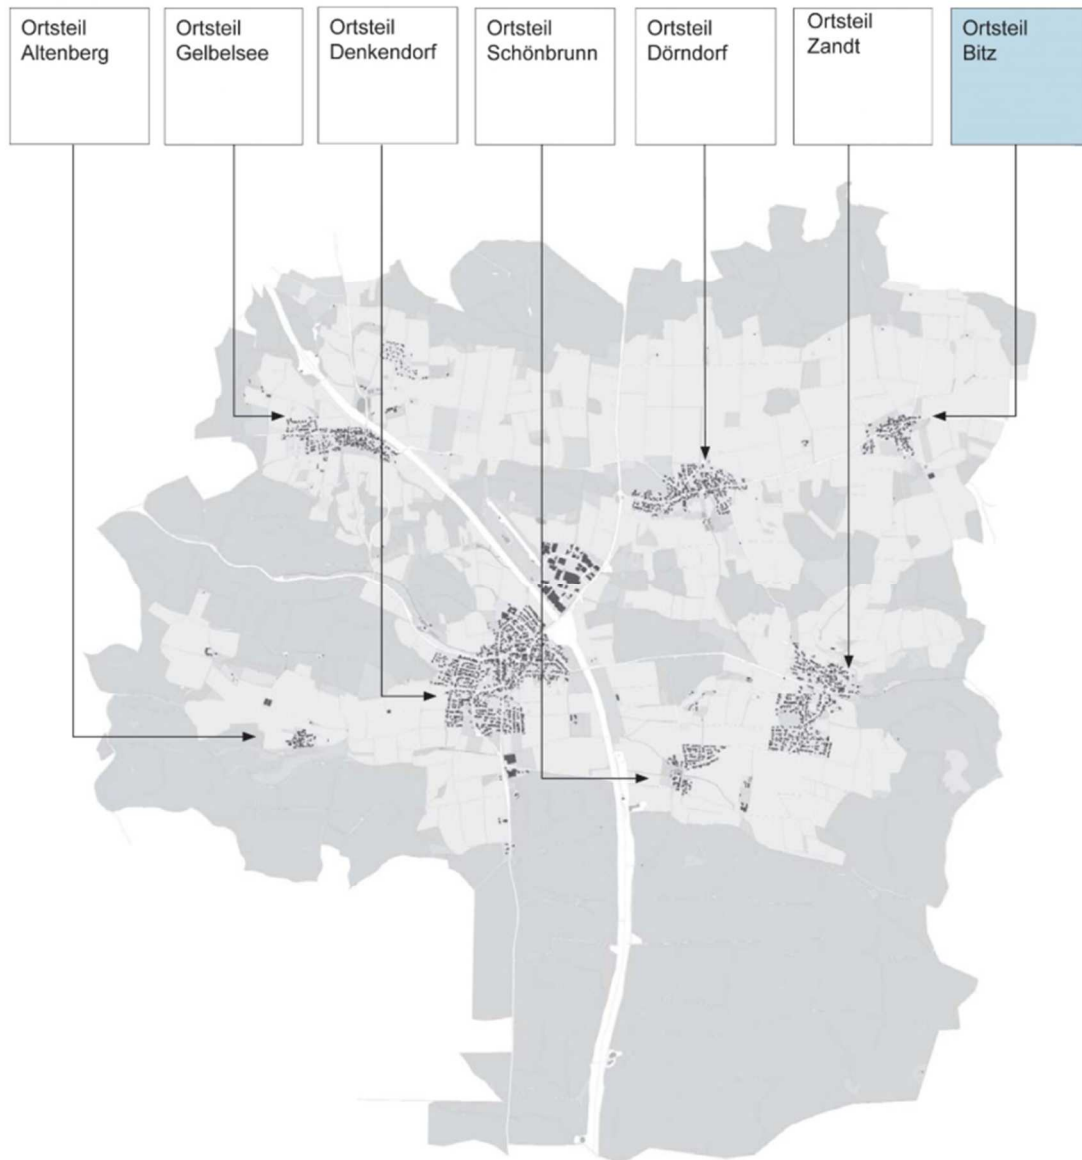 Ortsteil
Altenberg
Ortsteil
Gelbelsee
Ortsteil
Denkendorf
Ortsteil
Schönbrunn
Ortsteil
Dörndorf
Ortsteil
Zandt
Ortsteil
Bitz